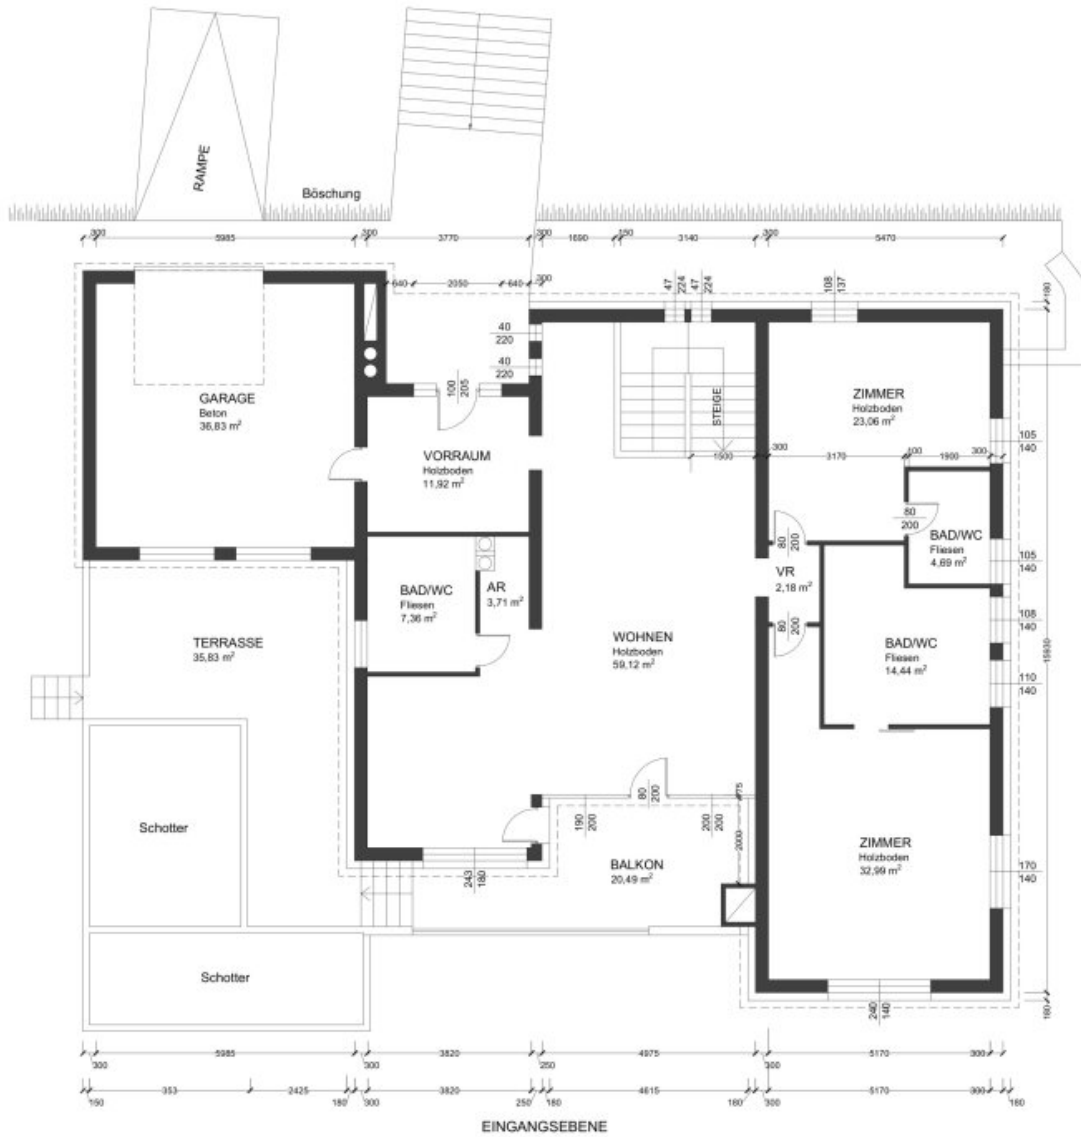 RAMPE
Böschung
300
5985
300
3770
300
1690
150
3140
300
5470
640
2050
640
300
47
224
47
224
108
137
180
40
220
40
220
100
205
GARAGE
Beton
36,83 m²
VORRAUM
Holzboden
11,92 m²
STEIGE
1500
ZIMMER
Holzboden
23,06 m²
300
3170
100
1900
300
105
140
80
200
BAD/WC
Fliesen
4,69 m²
80
200
VR
2,18 m²
105
140
BAD/WC
Fliesen
7,36 m²
AR
3,71 m²
80
200
108
140
TERRASSE
35,83 m²
WOHNEN
Holzboden
59,12 m²
BAD/WC
Fliesen
14,44 m²
110
140
15930
Schotter
190
200
80
200
200
200
75
2000
BALKON
20,49 m²
243
180
ZIMMER
Holzboden
32,99 m²
170
140
Schotter
240
140
180
300
5985
300
3820
250
4975
300
5170
300
150
353
2425
180
300
3820
250
180
4615
180
300
5170
300
180
EINGANGSEBENE